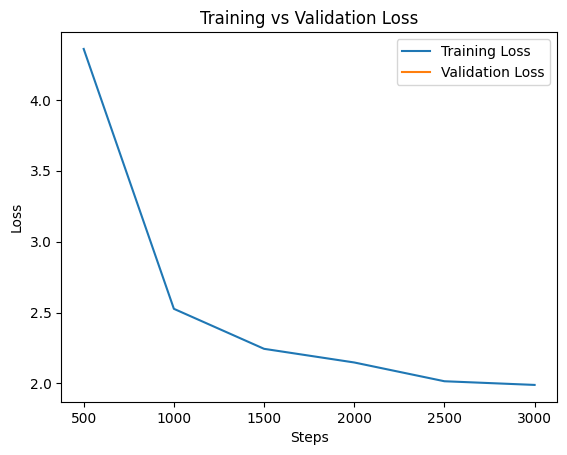 Training vs Validation Loss
Training Loss
Validation Loss
4.0
3.5
3.0
2.5
2.0
Loss
500 1000 1500 2000 2500 3000
Steps